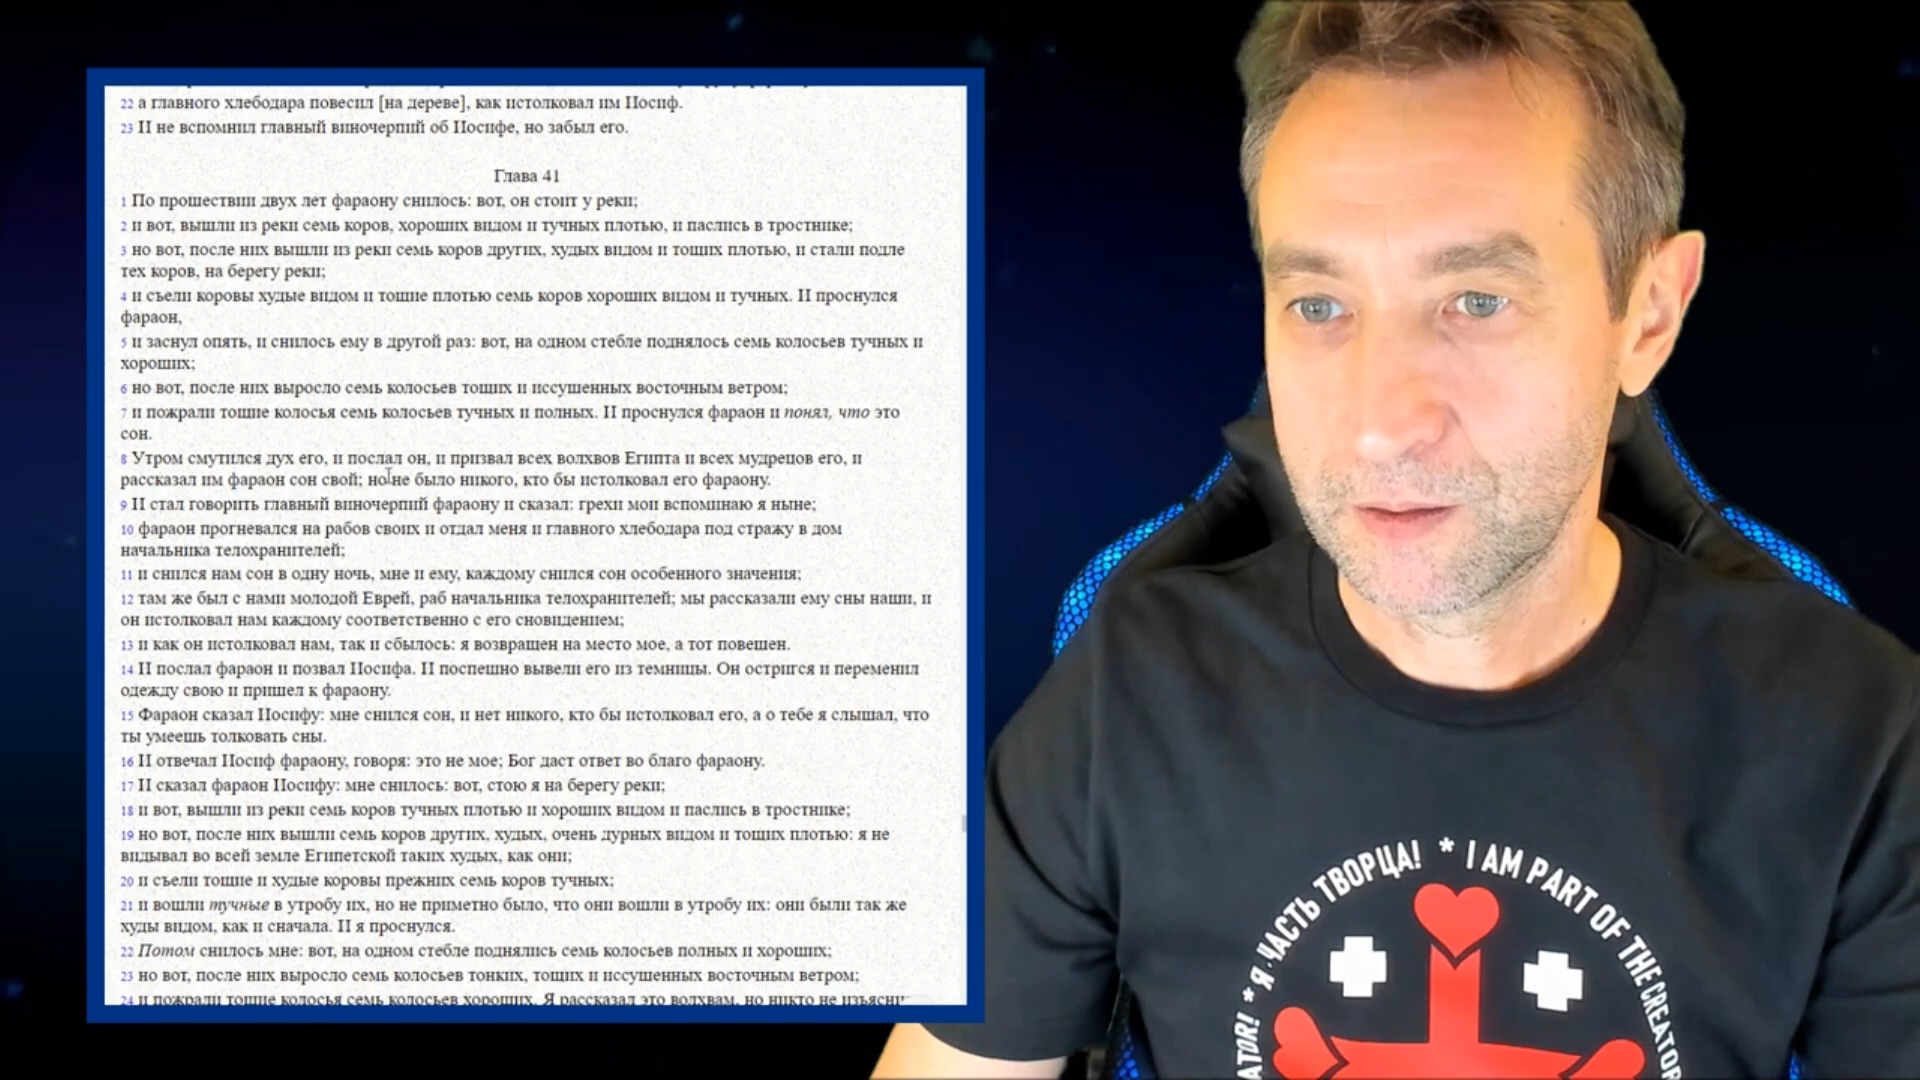 22 а главного хлебодара повесил [на дереве], как истолковал им Иосиф.
23 И не вспомнил главный виночерпий об Иосифе, но забыл его.
Глава 41
1 По прошествии двух лет фараону снилось: вот, он стоит у реки;
2 и вот, вышли из реки семь коров, хороших видом и тучных плотью, и паслись в тростнике;
3 но вот, после них вышли из реки семь коров других, худых видом и тощих плотью, и стали подле
тех коров, на берегу реки;
4 и съели коровы худые видом и тощие плотью семь коров хороших видом и тучных. И проснулся
фараон,
5 и заснул опять, и снилось ему в другой раз: вот, на одном стебле поднялось семь колосьев тучных и
хороших;
6 но вот, после них выросло семь колосьев тощих и иссушенных восточным ветром;
7 и пожрали тощие колосья семь колосьев тучных и полных. И проснулся фараон и понял, что это
сон.
8 Утром смутился дух его, и послал он, и призвал всех волхвов Египта и всех мудрецов его, и
рассказал им фараон сон свой; но не было никого, кто бы истолковал его фараону.
9 И стал говорить главный виночерпий фараону и сказал: грехи мои вспоминаю я ныне;
10 фараон прогневался на рабов своих и отдал меня и главного хлебодара под стражу в дом
начальника телохранителей;
11 и снился нам сон в одну ночь, мне и ему, каждому снился сон особенного значения;
12 там же был с нами молодой Еврей, раб начальника телохранителей; мы рассказали ему сны наши, и
он истолковал нам каждому соответственно с его сновидением;
13 и как он истолковал нам, так и сбылось: я возвращен на место мое, а тот повешен.
14 И послал фараон и позвал Иосифа. И поспешно вывели его из темницы. Он остригся и переменил
одежду свою и пришел к фараону.
15 Фараон сказал Иосифу: мне снился сон, и нет никого, кто бы истолковал его, а о тебе я слышал, что
ты умеешь толковать сны.
16 И отвечал Иосиф фараону, говоря: это не мое; Бог даст ответ во благо фараону.
17 И сказал фараон Иосифу: мне снилось: вот, стою я на берегу реки;
18 и вот, вышли из реки семь коров тучных плотью и хороших видом и паслись в тростнике;
19 но вот, после них вышли семь коров других, худых, очень дурных видом и тощих плотью: я не
видывал во всей земле Египетской таких худых, как они;
20 и съели тощие и худые коровы прежних семь коров тучных;
21 и вошли тучные в утробу их, но не приметно было, что они вошли в утробу их: они были так же
худы видом, как и сначала. И я проснулся.
22 Потом снилось мне: вот, на одном стебле поднялись семь колосьев полных и хороших;
23 но вот, после них выросло семь колосьев тонких, тощих и иссушенных восточным ветром;
24 и пожрали тощие колосья семь колосьев хороших. Я рассказал это волхвам, но никто не изъясни
* Я ЧАСТЬ ТВОРЦА! * I AM PART OF THE CREATOR
ATOR!